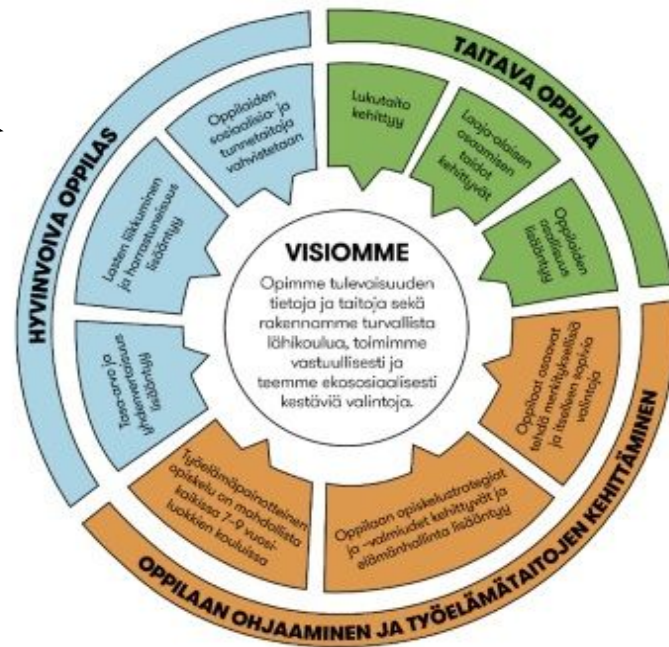 HYVINVOIVA OPPILAS
Oppilaiden
sosiaalisia- ja
tunnetaitoja
vahvistetaan
Lasten liikkuminen
ja harrastuneisuus
lisääntyy
Tasa-arvo ja
yhdenvertaisuus
lisääntyy
TAITAVA OPPIJA
Lukutaito
kehittyy
Laaja-alaisen
osaamisen
taidot
kehittyvät
Oppilaiden
osallisuus
lisääntyy
OPPILAAN OHJAAMINEN JA TYÖELÄMÄTAITOJEN KEHITTÄMINEN
Oppilaat osaavat
tehdä merkityksellisiä
ja itselleen sopivia
valintoja
Oppilaan opiskelustrategiat
ja -valmiudet kehittyvät ja
elämänhallinta lisääntyy
Työelämäpainotteinen
opiskelu on mahdollista
kaikissa 7–9 vuosi-
luokkien kouluissa
VISIOMME
Opimme tulevaisuuden
tietoja ja taitoja sekä
rakennamme turvallista
lähikoulua, toimimme
vastuullisesti ja
teemme ekososiaalisesti
kestäviä valintoja.